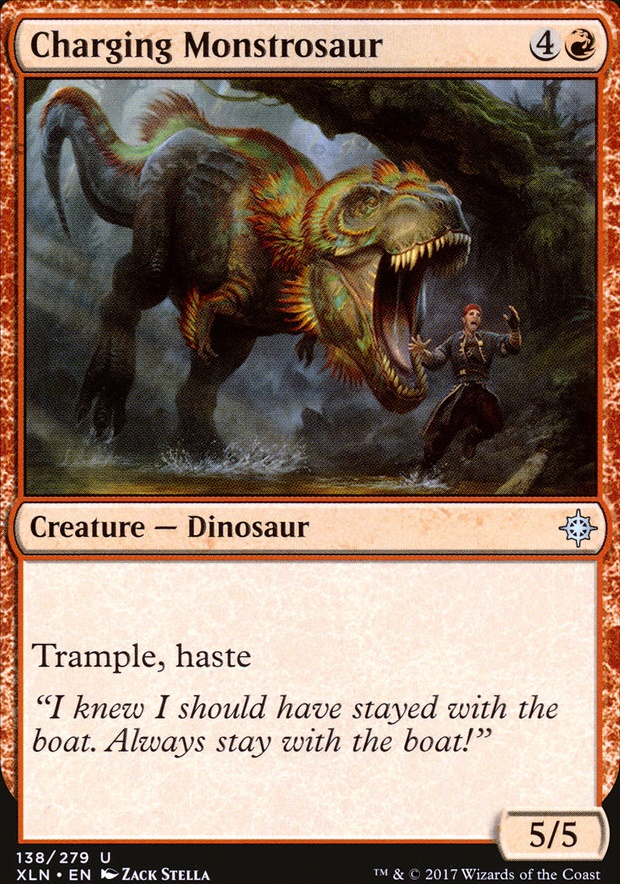 Charging Monstrosaur 4
Creature — Dinosaur
Trample, haste
“I knew I should have stayed with the
boat. Always stay with the boat!”
5/5
138/279 U
XLN • EN Zack Stella
™ & © 2017 Wizards of the Coast